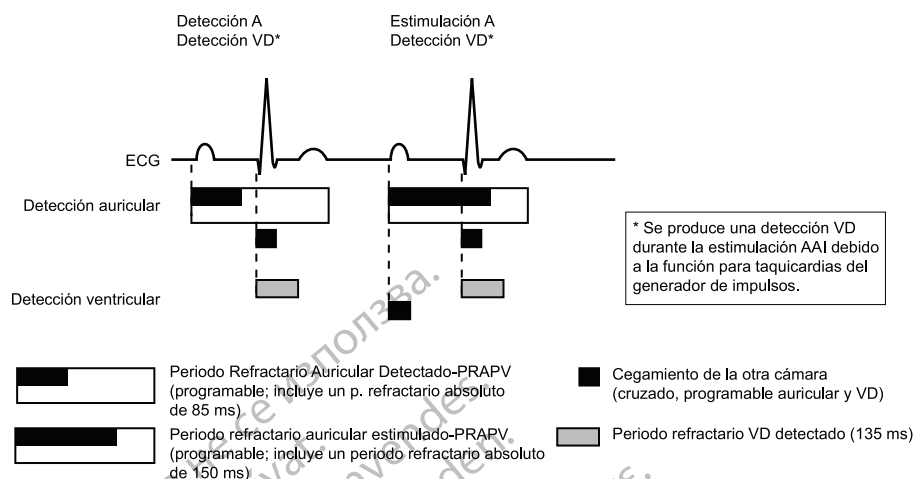 Detección A
Detección VD*
Estimulación A
Detección VD*
ECG
Detección auricular
* Se produce una detección VD
durante la estimulación AAI debido
a la función para taquicardias del
generador de impulsos.
Detección ventricular
Periodo Refractario Auricular Detectado-PRAPV
(programable; incluye un p. refractario absoluto
de 85 ms)
Cegamiento de la otra cámara
(cruzado, programable auricular y VD)
Periodo refractario auricular estimulado-PRAPV
(programable; incluye un periodo refractario absoluto
de 150 ms)
Periodo refractario VD detectado (135 ms)
не се използва.